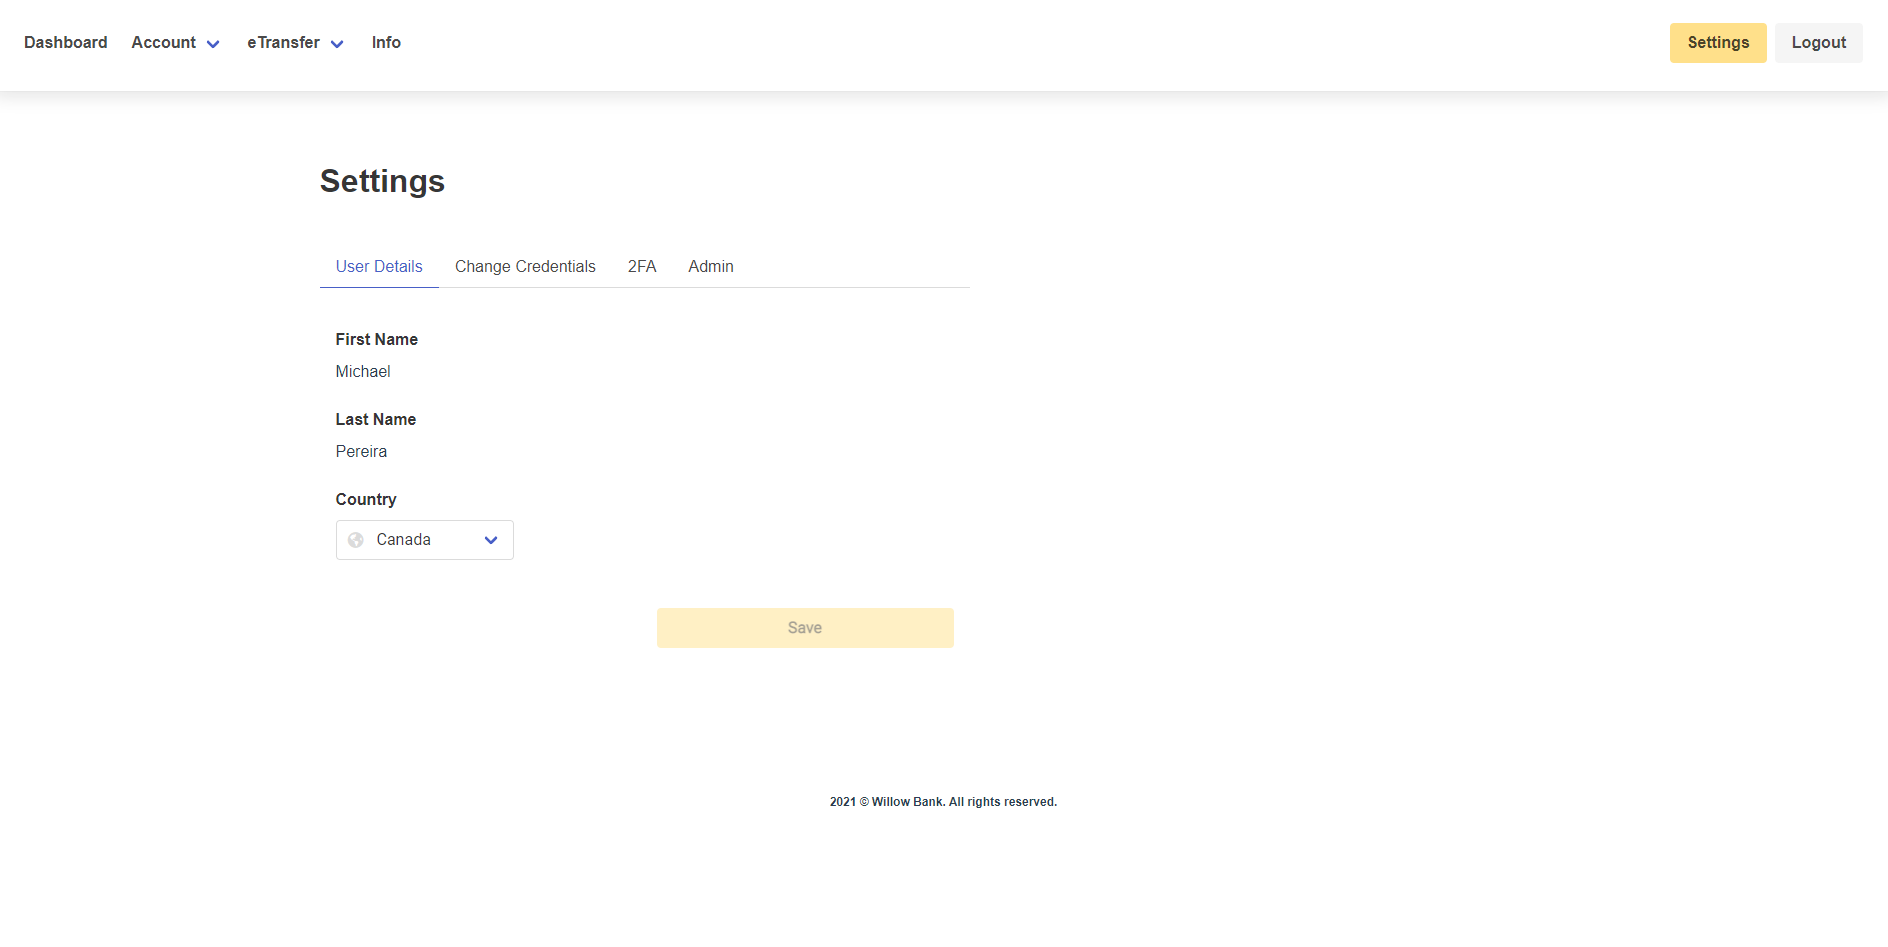 Dashboard Account eTransfer Info Settings Logout
Settings
User Details Change Credentials 2FA Admin
First Name
Michael
Last Name
Pereira
Country
Canada
Save
2021 © Willow Bank. All rights reserved.